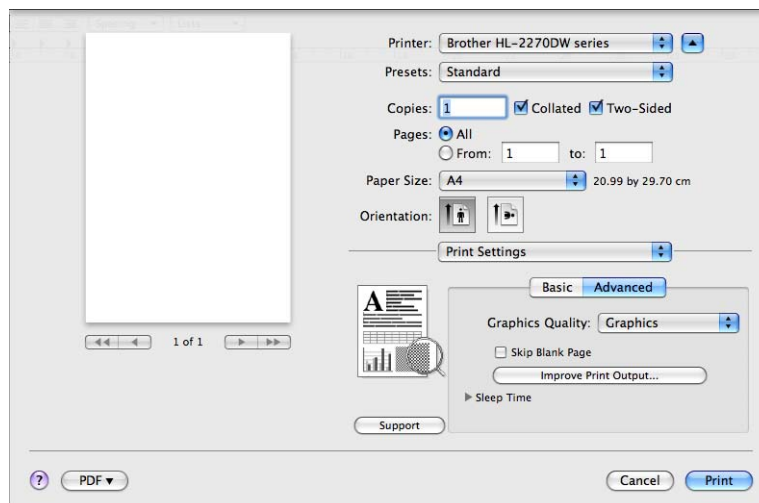 Spacing Lists
Printer: Brother HL-2270DW series
Presets: Standard
Copies: 1 Collated Two-Sided
Pages: All
From: 1 to: 1
Paper Size: A4 20.99 by 29.70 cm
Orientation:
Print Settings
Basic Advanced
Graphics Quality: Graphics
Skip Blank Page
Improve Print Output...
Sleep Time
1 of 1
A
Support
? PDF Cancel Print